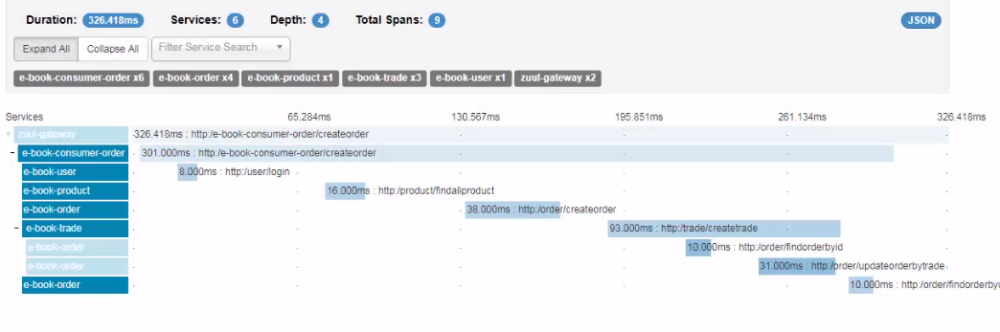 Duration: 326.418ms Services: 6 Depth: 4 Total Spans: 9 JSON
Expand All Collapse All Filter Service Search
e-book-consumer-order x6 e-book-order x4 e-book-product x1 e-book-trade x3 e-book-user x1 zuul-gateway x2
Services 65.284ms 130.567ms 195.851ms 261.134ms 326.418ms
+ zuul-gateway 326.418ms : http:/e-book-consumer-order/createorder
- e-book-consumer-order 301.000ms : http:/e-book-consumer-order/createorder
e-book-user 8.000ms : http:/user/login
e-book-product 16.000ms : http:/product/findallproduct
e-book-order 38.000ms : http:/order/createorder
- e-book-trade 93.000ms : http:/trade/createtrade
e-book-order 10.000ms : http:/order/findorderbyid
e-book-order 31.000ms : http:/order/updateorderbytrade
e-book-order 10.000ms : http:/order/findorderbyu